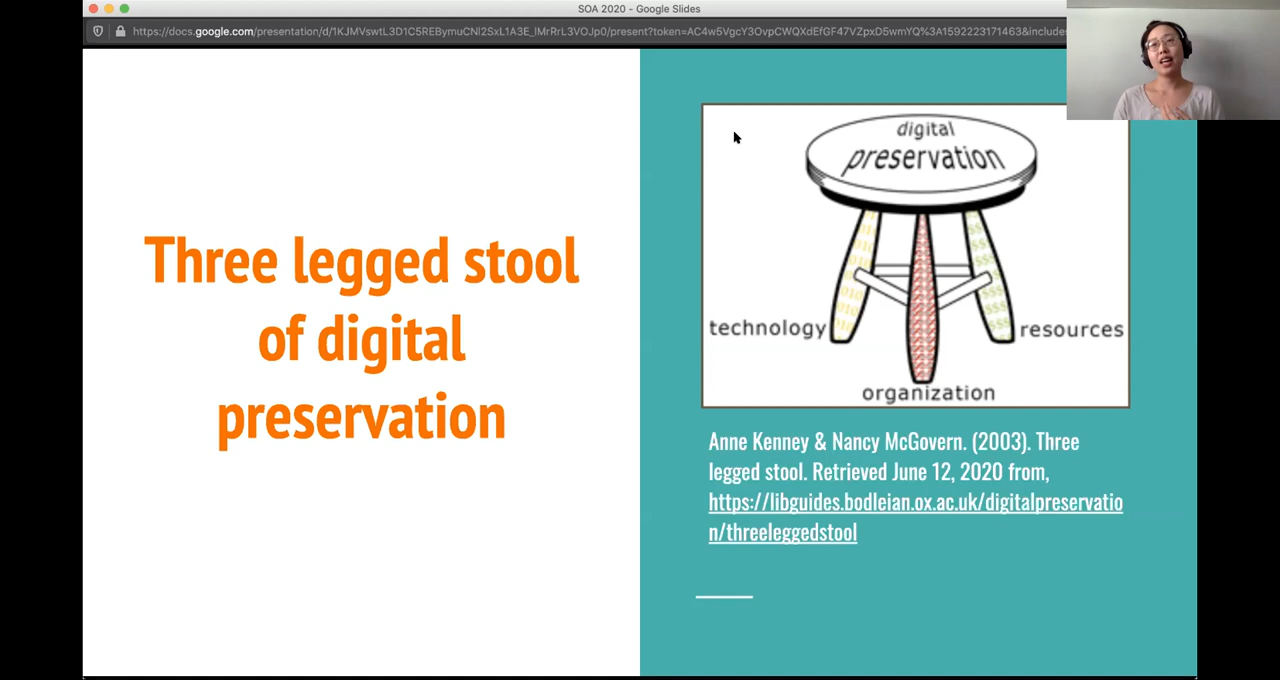 SOA 2020 - Google Slides
Three legged stool
of digital
preservation
digital
preservation
technology
resources
organization
Anne Kenney & Nancy McGovern. (2003). Three
legged stool. Retrieved June 12, 2020 from,
https://libguides.bodleian.ox.ac.uk/digitalpreservatio
n/threeleggedstool